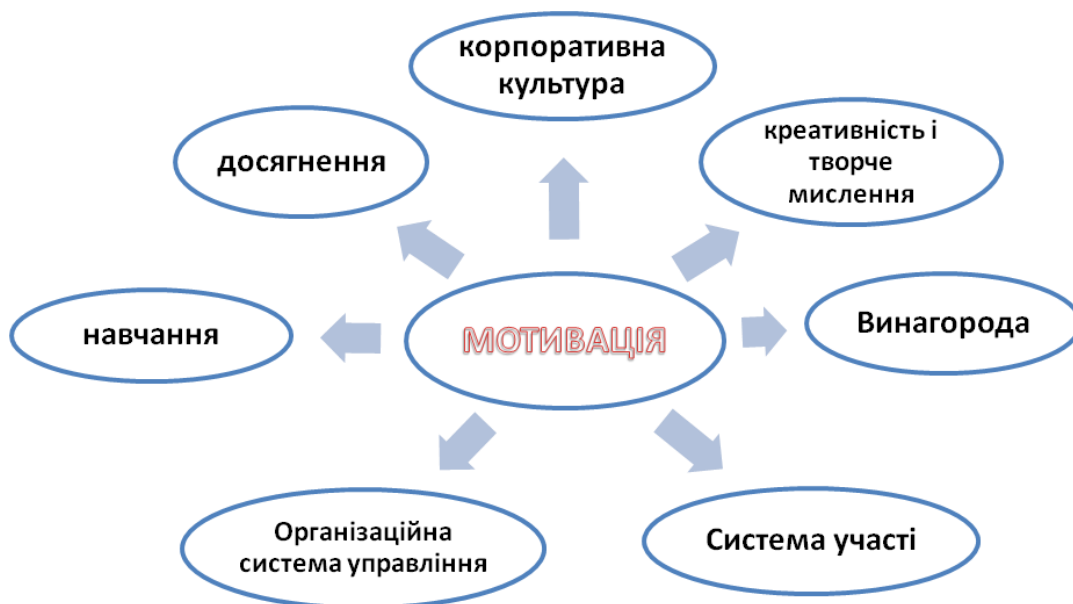 корпоративна
культура
креативність і
творче
мислення
досягнення
Винагорода
навчання
МОТИВАЦІЯ
Організаційна
система управління
Система участі